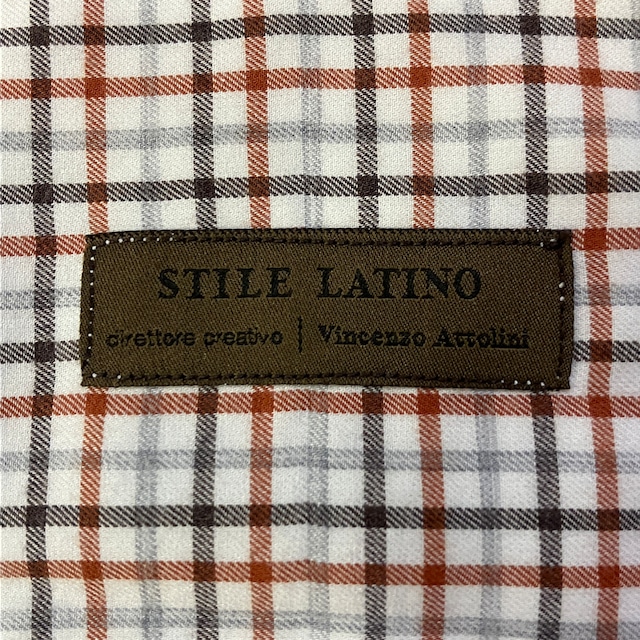 STILE LATINO
direttore creativo | Vincenzo Attolini